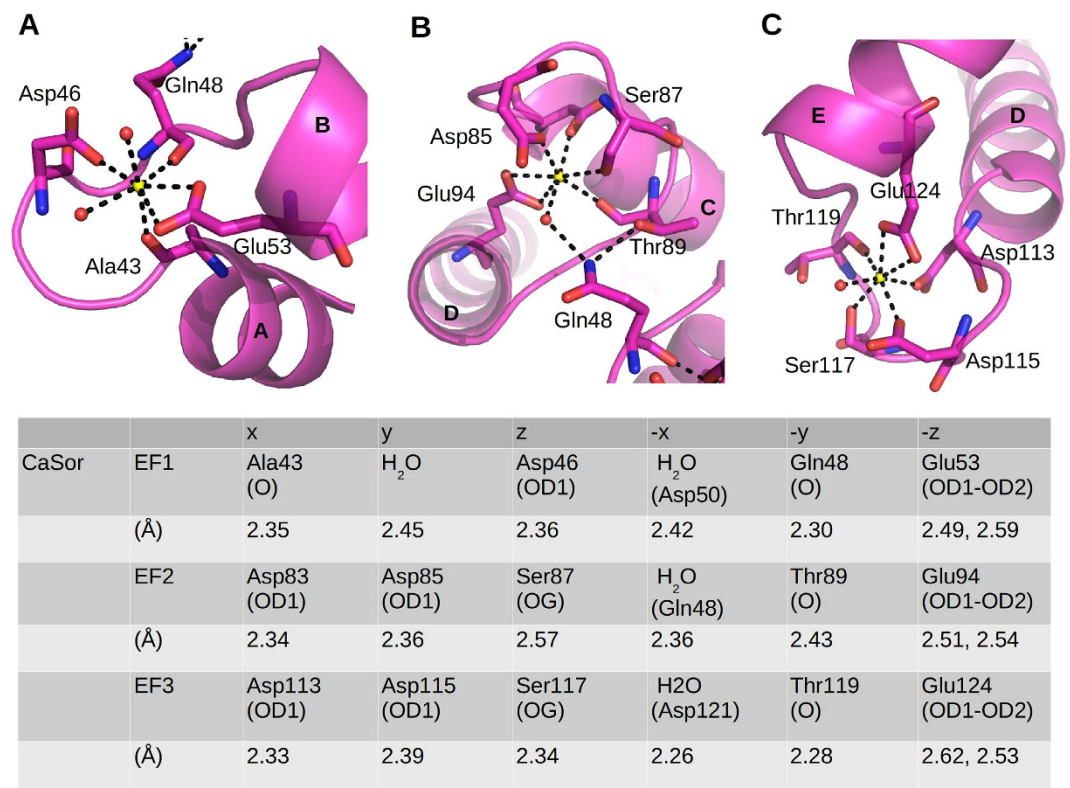 A
B
C
Asp46
Gln48
B
Glu53
Ala43
A
Ser87
Asp85
Glu94
C
Thr89
D
Gln48
E
D
Glu124
Thr119
Asp113
Ser117
Asp115
x y z -x -y -z
CaSor EF1 Ala43 H2O Asp46 H2O Gln48 Glu53
(O) (OD1) (Asp50) (O) (OD1-OD2)
(Å) 2.35 2.45 2.36 2.42 2.30 2.49, 2.59
EF2 Asp83 Asp85 Ser87 H2O Thr89 Glu94
(OD1) (OD1) (OG) (Gln48) (O) (OD1-OD2)
(Å) 2.34 2.36 2.57 2.36 2.43 2.51, 2.54
EF3 Asp113 Asp115 Ser117 H2O Thr119 Glu124
(OD1) (OD1) (OG) (Asp121) (O) (OD1-OD2)
(Å) 2.33 2.39 2.34 2.26 2.28 2.62, 2.53